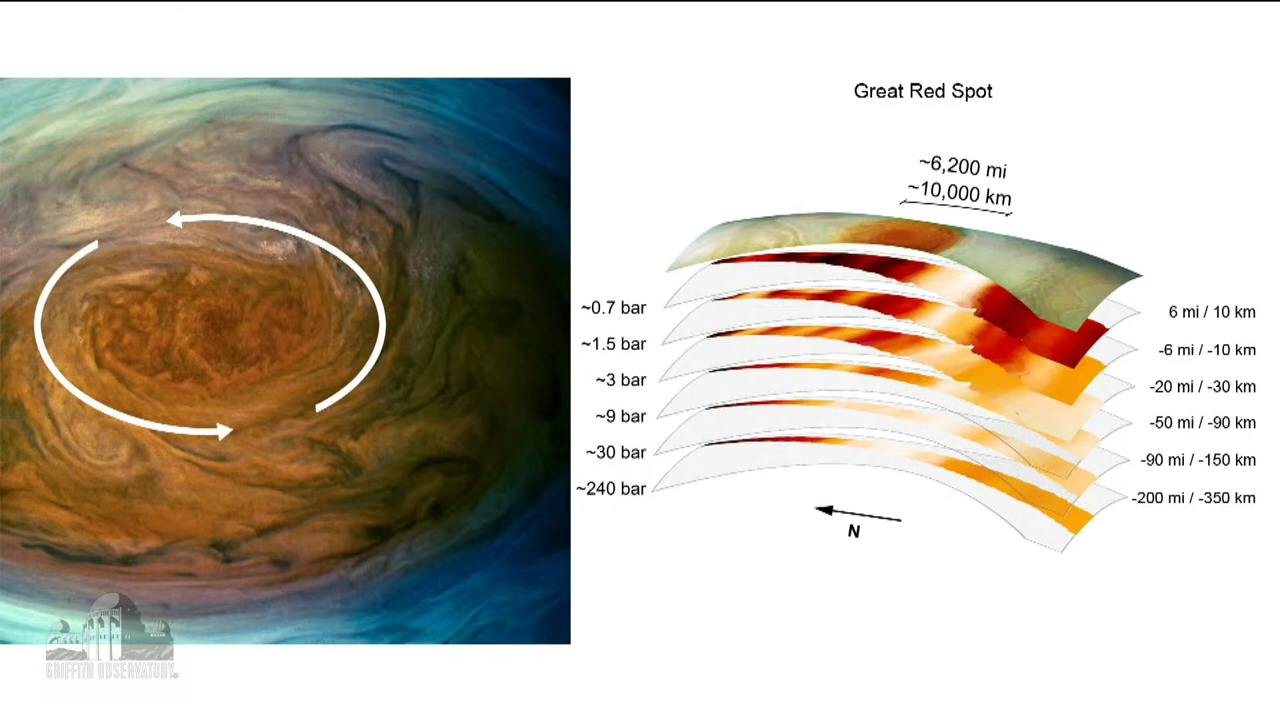 Great Red Spot
~6,200 mi
~10,000 km
~0.7 bar
6 mi / 10 km
~1.5 bar
-6 mi / -10 km
~3 bar
-20 mi / -30 km
~9 bar
-50 mi / -90 km
~30 bar
-90 mi / -150 km
~240 bar
-200 mi / -350 km
N
GRIFFITH OBSERVATORY